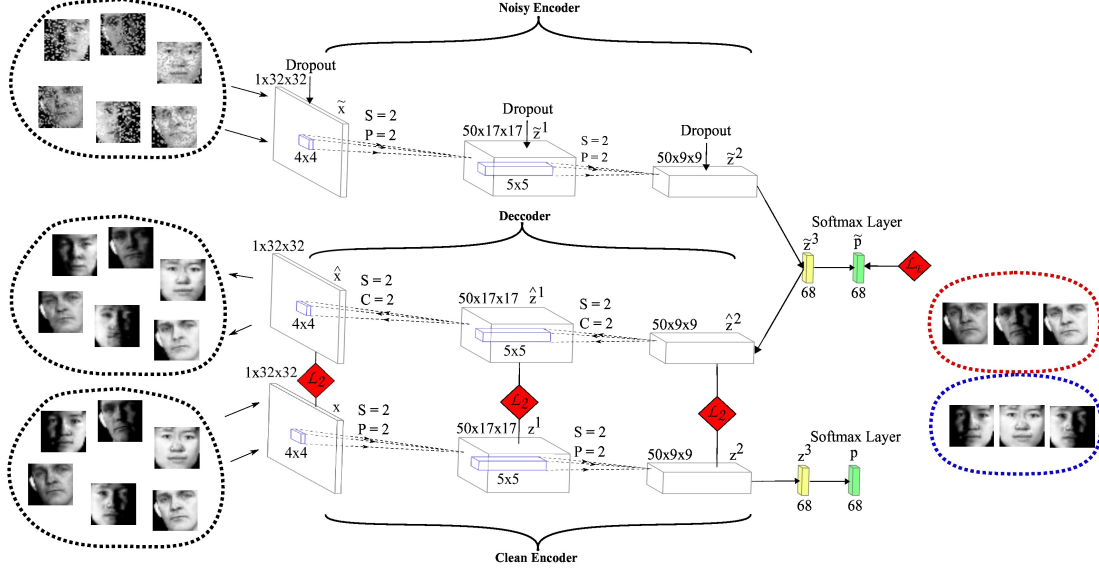 Noisy Encoder
Dropout
1x32x32
x̃
S = 2
P = 2
4x4
Dropout
50x17x17
z̃¹
S = 2
P = 2
5x5
Dropout
50x9x9
z̃²
Softmax Layer
z̃³
p̃
68
68
Deccoder
1x32x32
x̂
S = 2
C = 2
4x4
50x17x17
ẑ¹
S = 2
C = 2
5x5
50x9x9
ẑ²
ℒ2
ℒ2
ℒ2
1x32x32
x
S = 2
P = 2
4x4
50x17x17
z¹
S = 2
P = 2
5x5
50x9x9
z²
Softmax Layer
z³
p
68
68
Clean Encoder